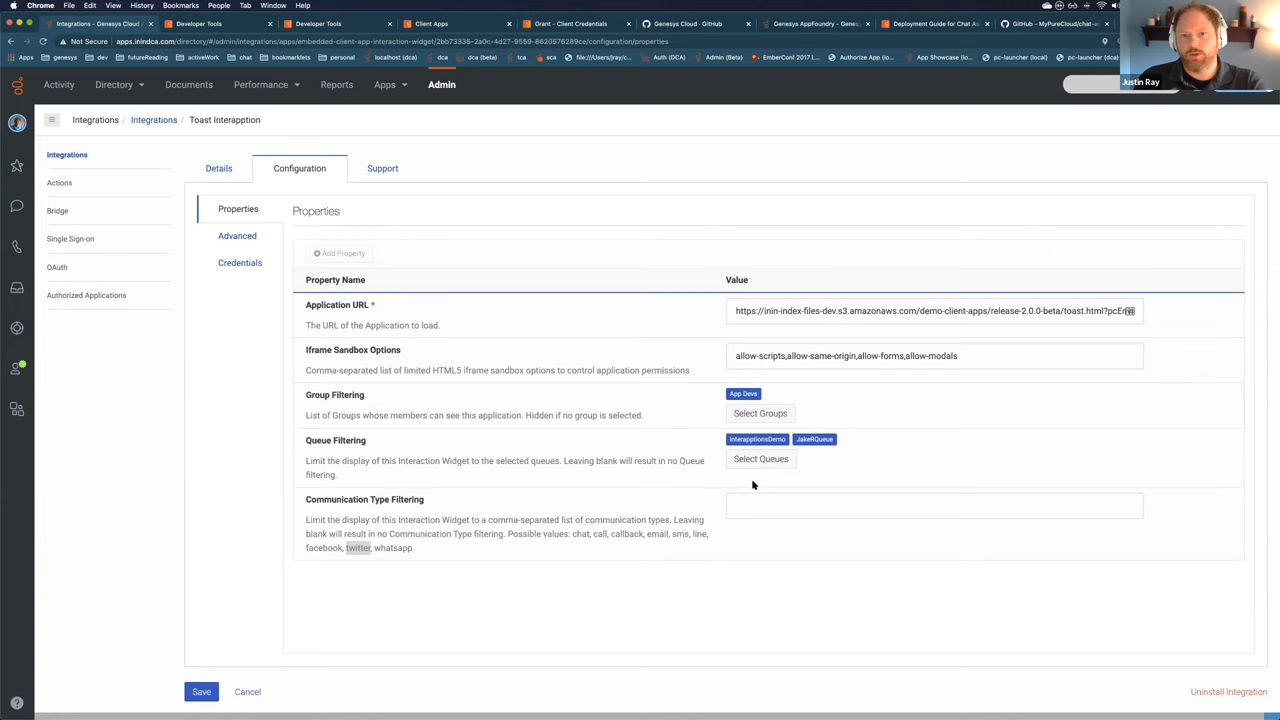 Chrome File Edit View History Bookmarks People Tab Window Help
Integrations - Genesys Cloud
Developer Tools
Developer Tools
Client Apps
Grant - Client Credentials
Genesys Cloud · GitHub
Genesys AppFoundry - Genes
Deployment Guide for Chat As
GitHub - MyPureCloud/chat-a
Not Secure apps.inindca.com/directory/#/admin/integrations/apps/embedded-client-app-interaction-widget/2bb73338-2a0c-4d27-9559-8620576289ce/configuration/properties
Apps genesys dev futureReading activeWork chat bookmarklets personal localhost (dca) dca dca (beta) tca sca file:///Users/jray/c... Auth (DCA) Admin (Beta) EmberConf 2017 I... Authorize App (lo... App Showcase (lo... pc-launcher (local) pc-launcher (dca)
Justin Ray
Activity Directory Documents Performance Reports Apps Admin
Integrations / Integrations / Toast Interapption
Integrations
Actions
Bridge
Single Sign-on
OAuth
Authorized Applications
Details Configuration Support
Properties
Advanced
Credentials
Properties
Add Property
Property Name Value
Application URL *
The URL of the Application to load.
https://inin-index-files-dev.s3.amazonaws.com/demo-client-apps/release-2.0.0-beta/toast.html?pcEnv
Iframe Sandbox Options
Comma-separated list of limited HTML5 iframe sandbox options to control application permissions
allow-scripts,allow-same-origin,allow-forms,allow-modals
Group Filtering
List of Groups whose members can see this application. Hidden if no group is selected.
App Devs
Select Groups
Queue Filtering
Limit the display of this Interaction Widget to the selected queues. Leaving blank will result in no Queue
filtering.
interapptionsDemo JakeRQueue
Select Queues
Communication Type Filtering
Limit the display of this Interaction Widget to a comma-separated list of communication types. Leaving
blank will result in no Communication Type filtering. Possible values: chat, call, callback, email, sms, line,
facebook, twitter, whatsapp
Save Cancel
Uninstall Integration